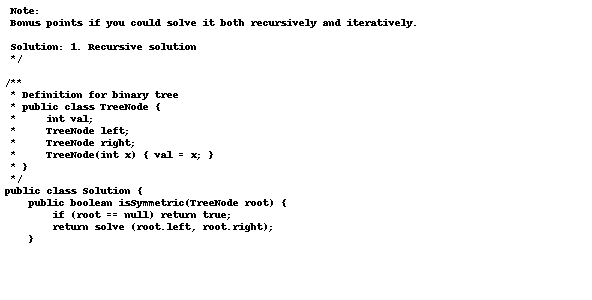 Note:
Bonus points if you could solve it both recursively and iteratively.
Solution: 1. Recursive solution
*/
/**
* Definition for binary tree
* public class TreeNode {
*     int val;
*     TreeNode left;
*     TreeNode right;
*     TreeNode(int x) { val = x; }
* }
*/
public class Solution {
    public boolean isSymmetric(TreeNode root) {
        if (root == null) return true;
        return solve (root.left, root.right);
    }